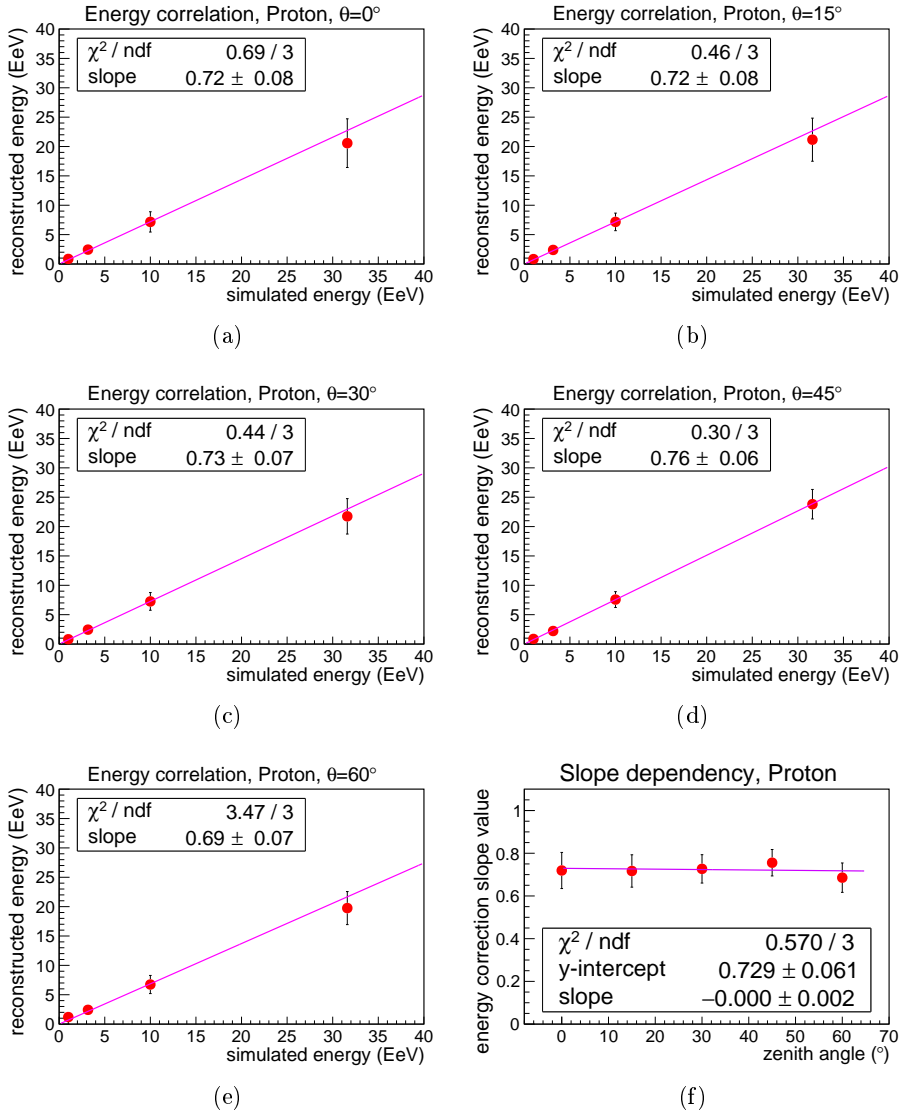 Energy correlation, Proton, θ=0°
χ² / ndf 0.69 / 3
slope 0.72 ± 0.08
reconstructed energy (EeV)
40
35
30
25
20
15
10
5
0
0 5 10 15 20 25 30 35 40
simulated energy (EeV)
(a)
Energy correlation, Proton, θ=15°
χ² / ndf 0.46 / 3
slope 0.72 ± 0.08
reconstructed energy (EeV)
40
35
30
25
20
15
10
5
0
0 5 10 15 20 25 30 35 40
simulated energy (EeV)
(b)
Energy correlation, Proton, θ=30°
χ² / ndf 0.44 / 3
slope 0.73 ± 0.07
reconstructed energy (EeV)
40
35
30
25
20
15
10
5
0
0 5 10 15 20 25 30 35 40
simulated energy (EeV)
(c)
Energy correlation, Proton, θ=45°
χ² / ndf 0.30 / 3
slope 0.76 ± 0.06
reconstructed energy (EeV)
40
35
30
25
20
15
10
5
0
0 5 10 15 20 25 30 35 40
simulated energy (EeV)
(d)
Energy correlation, Proton, θ=60°
χ² / ndf 3.47 / 3
slope 0.69 ± 0.07
reconstructed energy (EeV)
40
35
30
25
20
15
10
5
0
0 5 10 15 20 25 30 35 40
simulated energy (EeV)
(e)
Slope dependency, Proton
energy correction slope value
1
0.8
0.6
0.4
0.2
0
χ² / ndf 0.570 / 3
y-intercept 0.729 ± 0.061
slope −0.000 ± 0.002
0 10 20 30 40 50 60 70
zenith angle (°)
(f)